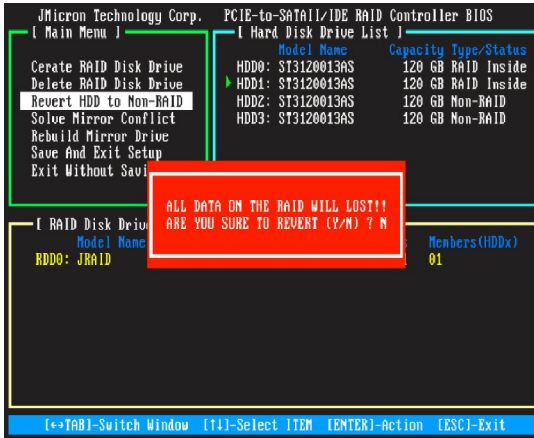 JMicron Technology Corp. PCIE-to-SATAII/IDE RAID Controller BIOS
[ Main Menu ]
Cerate RAID Disk Drive
Delete RAID Disk Drive
Revert HDD to Non-RAID
Solve Mirror Conflict
Rebuild Mirror Drive
Save And Exit Setup
Exit Without Savi
[ Hard Disk Drive List ]
Model Name Capacity Type/Status
HDD0: ST3120013AS 120 GB RAID Inside
HDD1: ST3120013AS 120 GB RAID Inside
HDD2: ST3120013AS 120 GB Non-RAID
HDD3: ST3120013AS 120 GB Non-RAID
ALL DATA ON THE RAID WILL LOST!!
ARE YOU SURE TO REVERT (Y/N) ? N
[ RAID Disk Driv
Model Name Members(HDDx)
RDD0: JRAID 01
[↔TAB]-Switch Window [↑↓]-Select ITEM [ENTER]-Action [ESC]-Exit